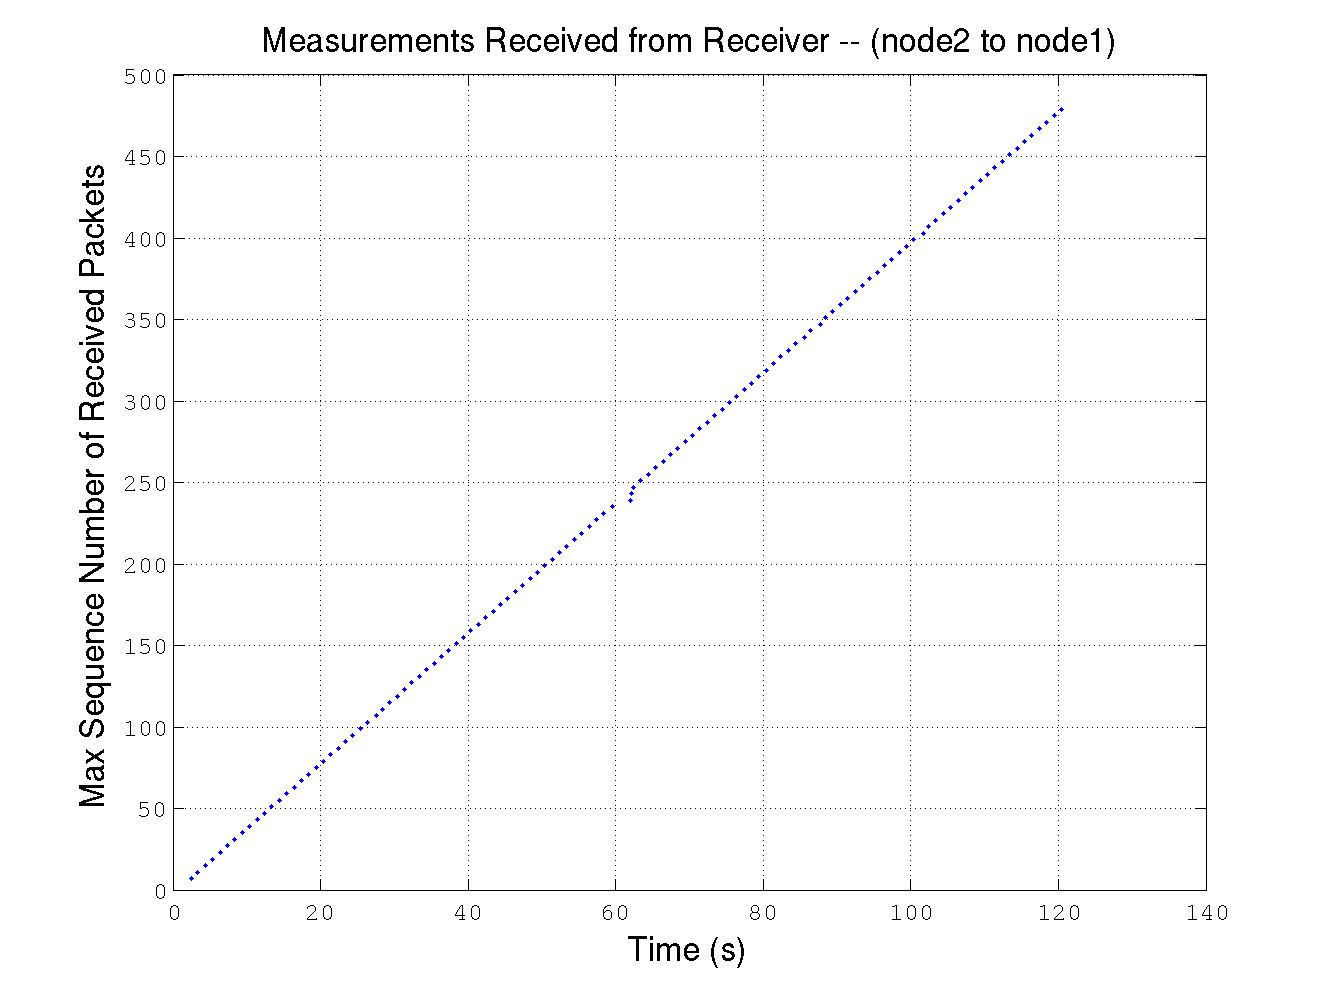 Measurements Received from Receiver -- (node2 to node1)
500
450
400
350
300
250
200
150
100
50
0
Max Sequence Number of Received Packets
0 20 40 60 80 100 120 140
Time (s)